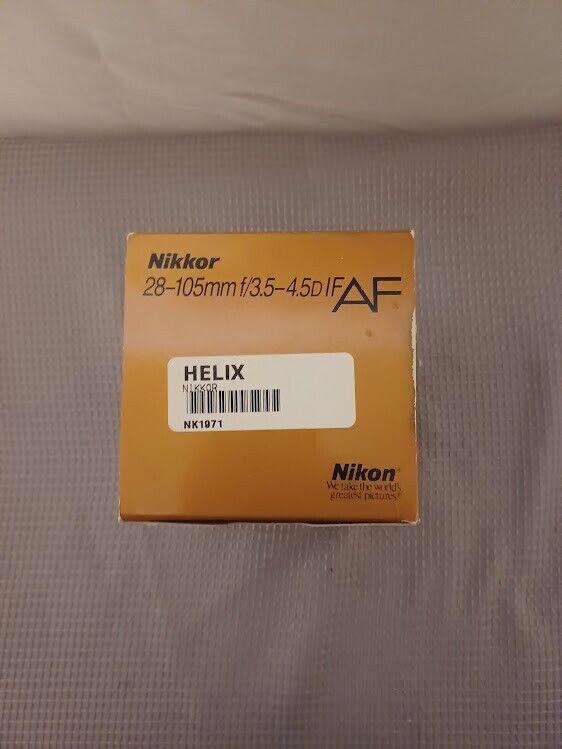 Nikkor
28–105mm f/3.5–4.5D IF AF
HELIX
NIKKOR
NK1971
Nikon®
We take the world's
greatest pictures®